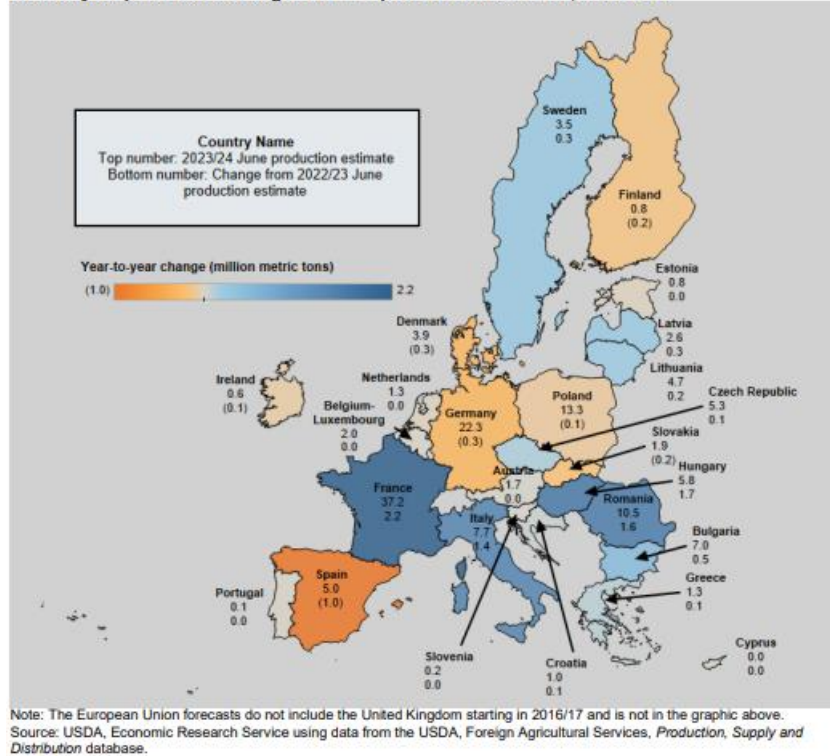 Country Name
Top number: 2023/24 June production estimate
Bottom number: Change from 2022/23 June
production estimate
Year-to-year change (million metric tons)
(1.0)
2.2
Sweden
3.5
0.3
Finland
0.8
(0.2)
Estonia
0.8
0.0
Latvia
2.6
0.3
Lithuania
4.7
0.2
Denmark
3.9
(0.3)
Ireland
0.6
(0.1)
Netherlands
1.3
0.0
Belgium-
Luxembourg
2.0
0.0
Germany
22.3
(0.3)
Poland
13.3
(0.1)
Czech Republic
5.3
0.1
Slovakia
1.9
(0.2)
Hungary
5.8
1.7
Austria
1.7
0.0
France
37.2
2.2
Italy
7.7
1.4
Romania
10.5
1.6
Bulgaria
7.0
0.5
Greece
1.3
0.1
Spain
5.0
(1.0)
Portugal
0.1
0.0
Slovenia
0.2
0.0
Croatia
1.0
0.1
Cyprus
0.0
0.0
Note: The European Union forecasts do not include the United Kingdom starting in 2016/17 and is not in the graphic above.
Source: USDA, Economic Research Service using data from the USDA, Foreign Agricultural Services, Production, Supply and
Distribution database.